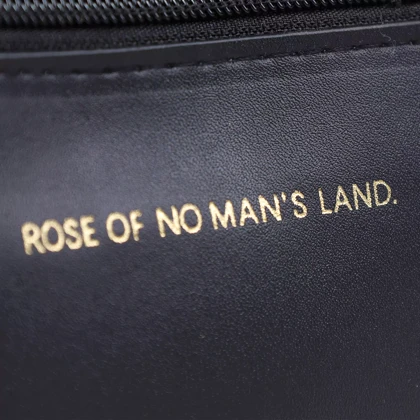 ROSE OF NO MAN'S LAND.